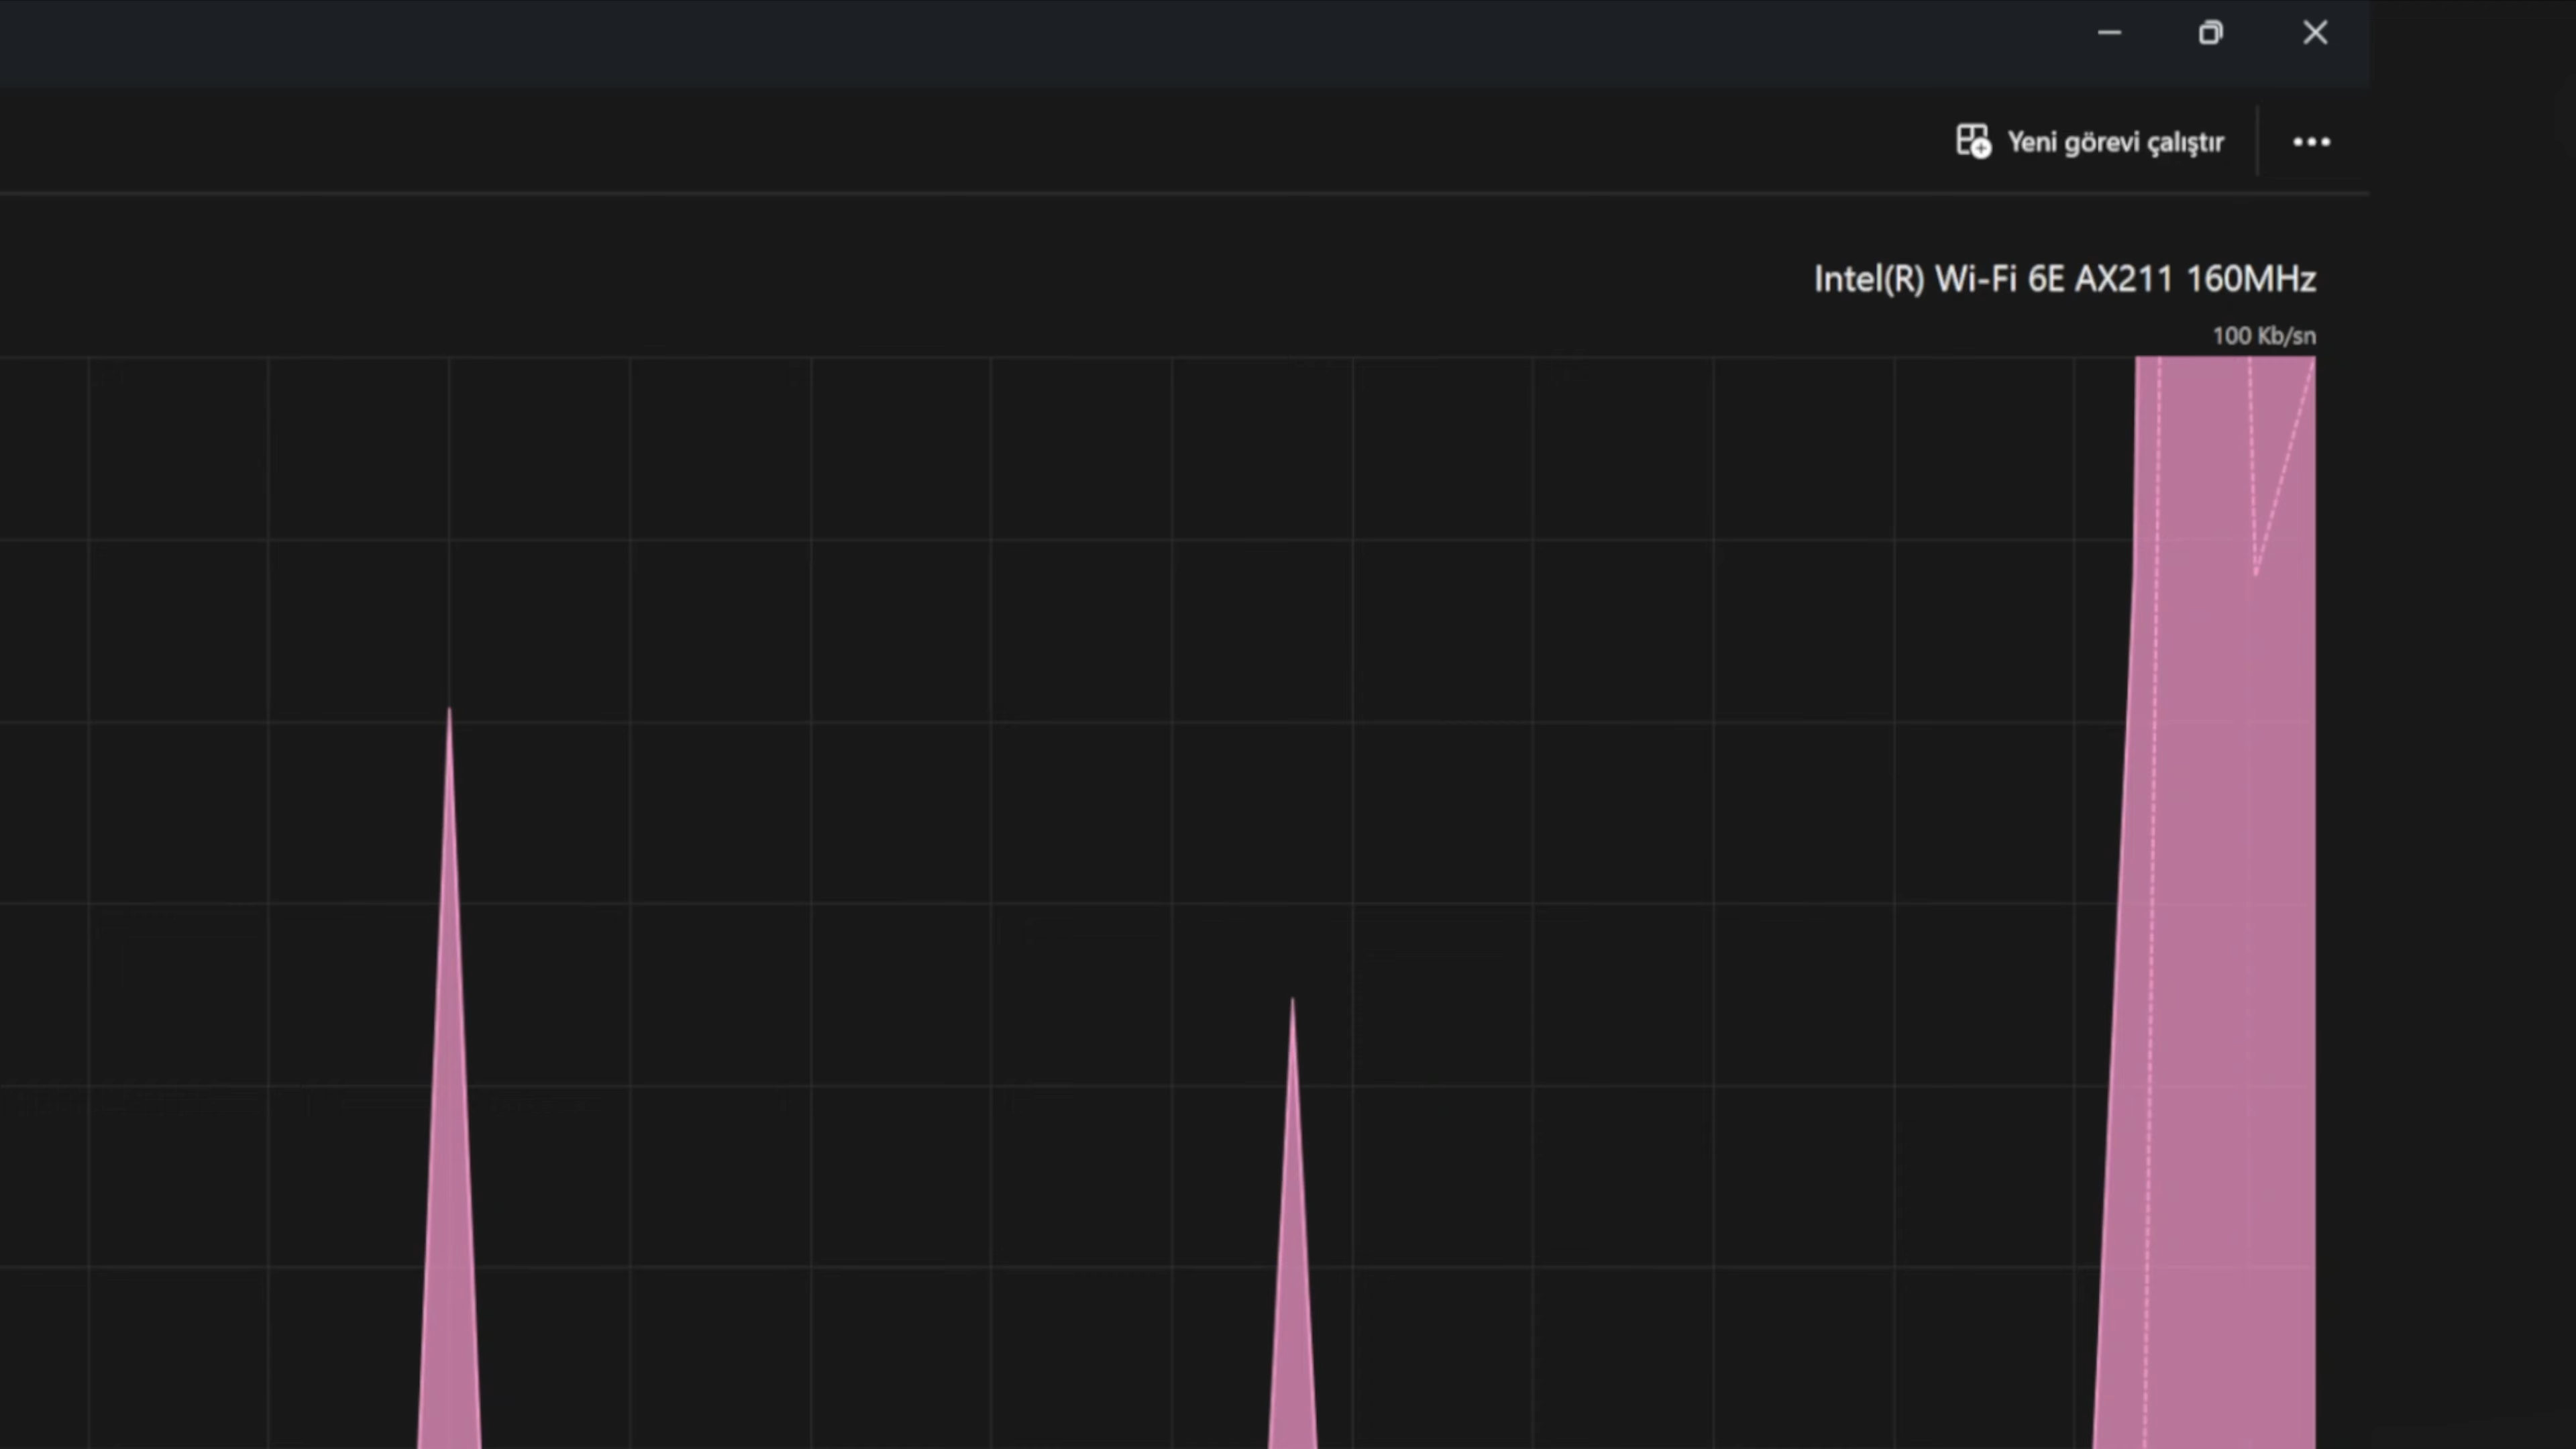 Yeni görevi çalıştır
Intel(R) Wi-Fi 6E AX211 160MHz
100 Kb/sn